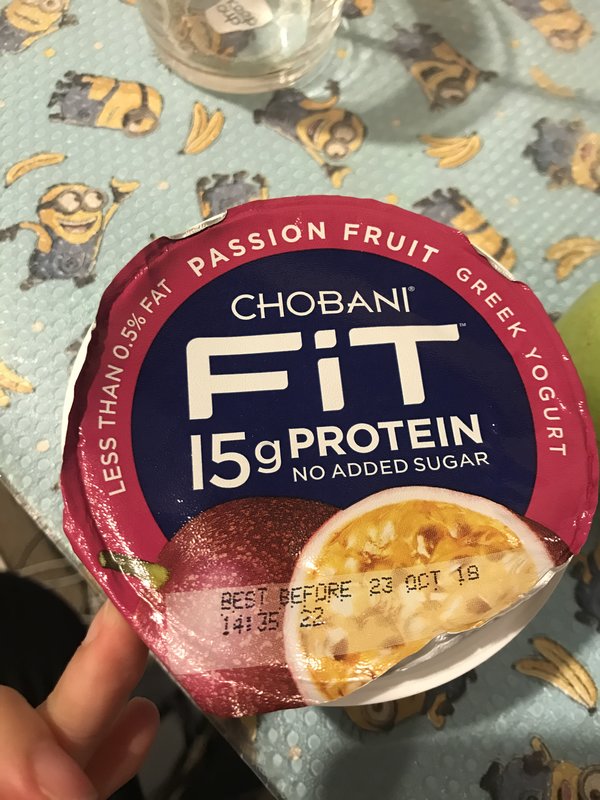 LESS THAN 0.5% FAT
PASSION FRUIT
GREEK YOGURT
CHOBANI®
FiT™
15g PROTEIN
NO ADDED SUGAR
BEST BEFORE 23 OCT 18
14:35 22